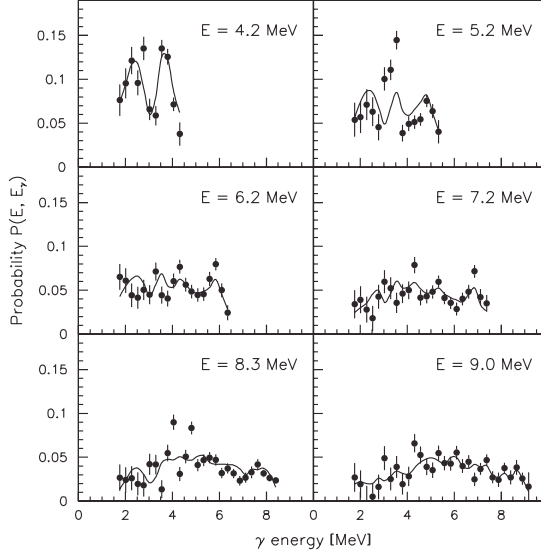 E = 4.2 MeV
E = 5.2 MeV
0.15
0.1
0.05
0
E = 6.2 MeV
E = 7.2 MeV
0.15
0.1
0.05
0
E = 8.3 MeV
E = 9.0 MeV
0.15
0.1
0.05
0
0 2 4 6 8 0 2 4 6 8
Probability P(E, Eγ)
γ energy [MeV]